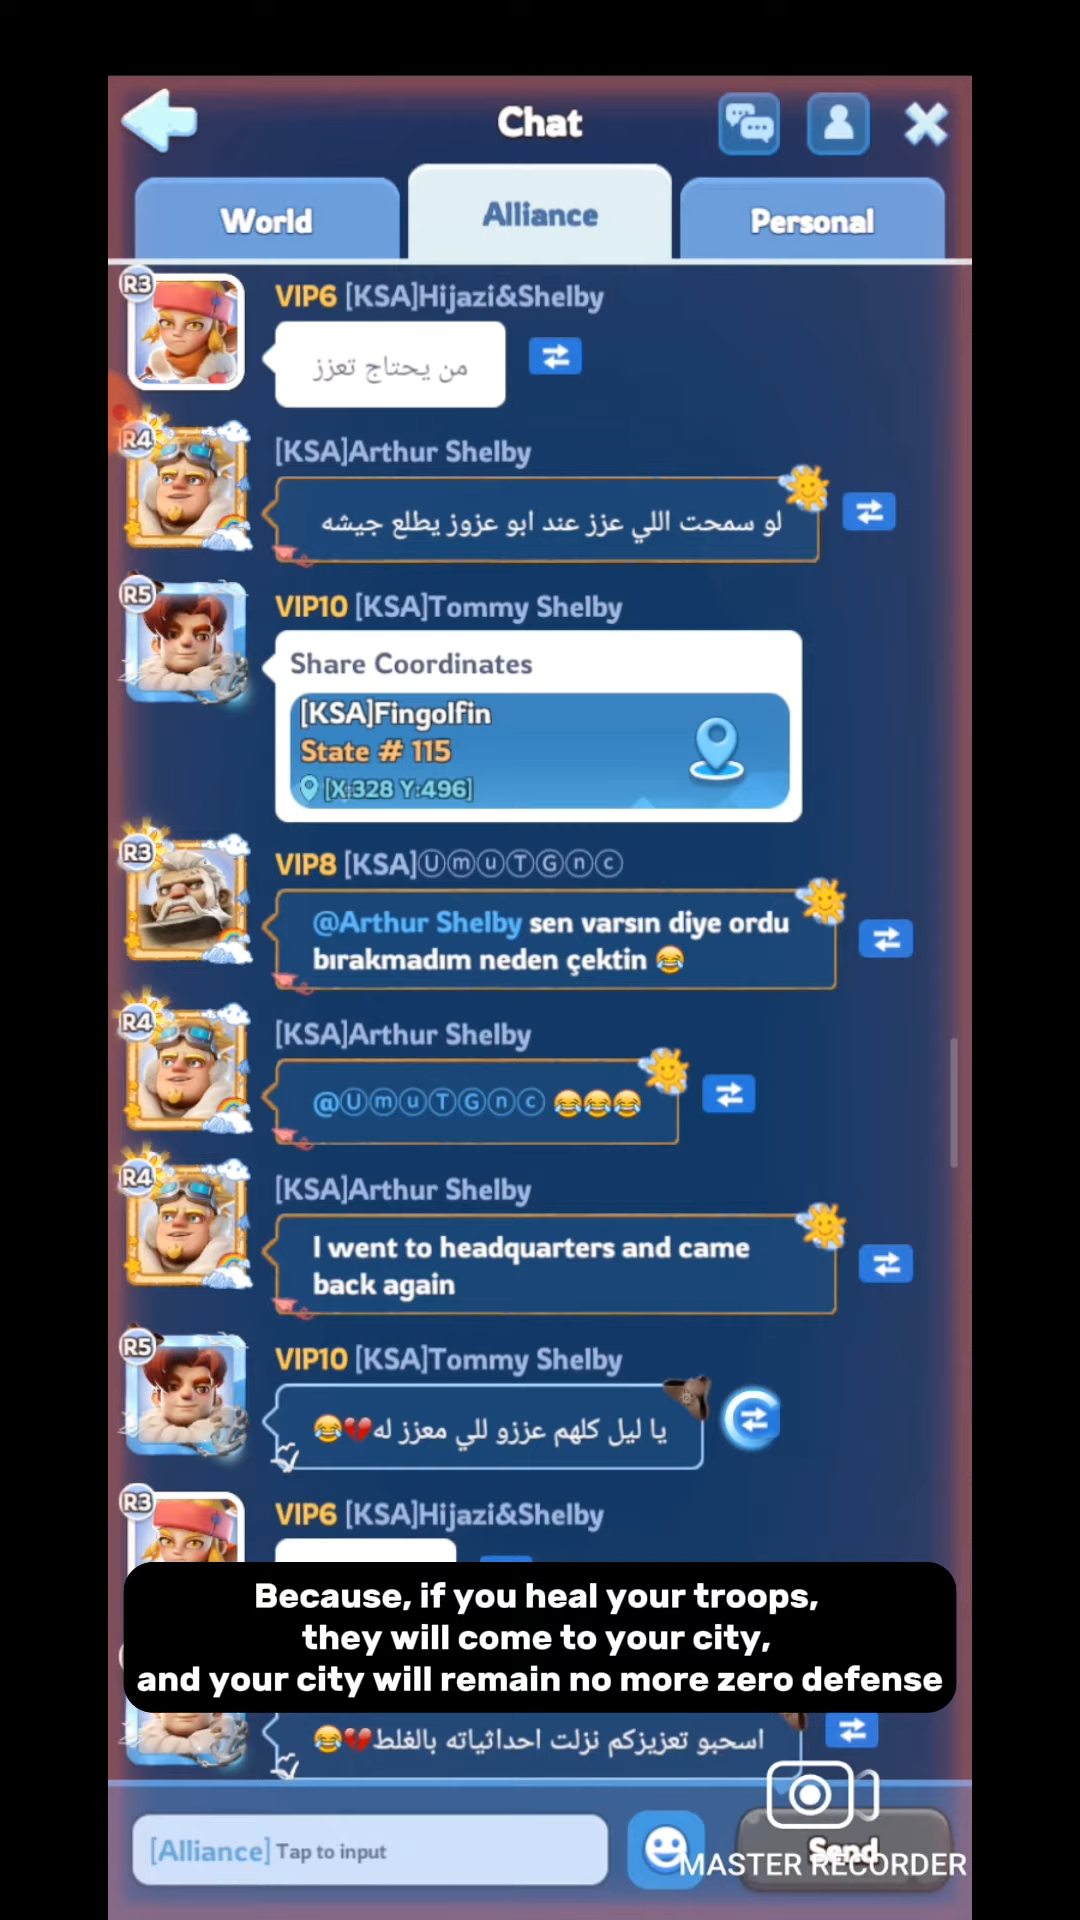 Chat
World
Alliance
Personal
R3
VIP6 [KSA]Hijazi&Shelby
من يحتاج تعزز
R4
[KSA]Arthur Shelby
لو سمحت اللي عزز عند ابو عزوز يطلع جيشه
R5
VIP10 [KSA]Tommy Shelby
Share Coordinates
[KSA]Fingolfin
State # 115
[X:328 Y:496]
R3
VIP8 [KSA]ⓊⓜⓤⓉⒼⓝⓒ
@Arthur Shelby sen varsın diye ordu
bırakmadım neden çektin 😂
R4
[KSA]Arthur Shelby
@ⓊⓜⓤⓉⒼⓝⓒ 😂😂😂
R4
[KSA]Arthur Shelby
I went to headquarters and came
back again
R5
VIP10 [KSA]Tommy Shelby
يا ليل كلهم عززو للي معزز له💔😂
R3
VIP6 [KSA]Hijazi&Shelby
Because, if you heal your troops,
they will come to your city,
and your city will remain no more zero defense
اسحبو تعزيزكم نزلت احداثياته بالغلط💔😂
[Alliance] Tap to input
Send
MASTER RECORDER